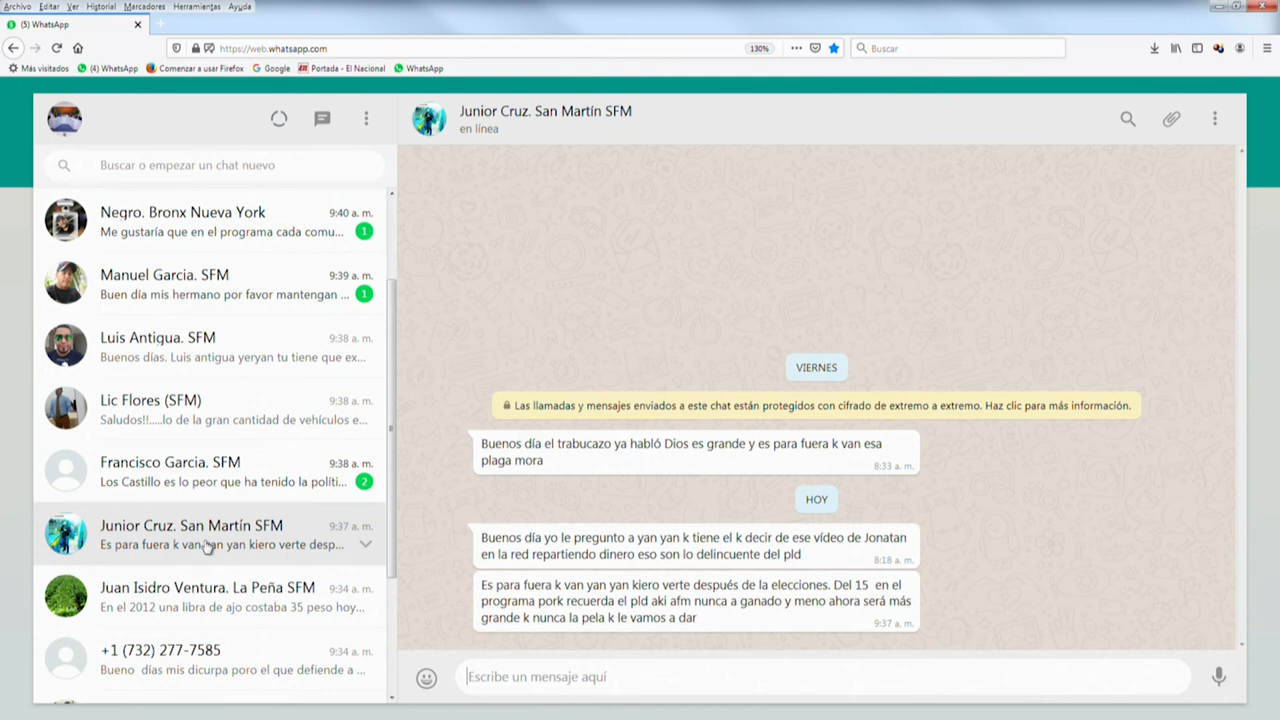 Archivo Editar Ver Historial Marcadores Herramientas Ayuda
(5) WhatsApp
https://web.whatsapp.com
130%
Buscar
Más visitados (4) WhatsApp Comenzar a usar Firefox Google Portada - El Nacional WhatsApp
Junior Cruz. San Martín SFM
en línea
Buscar o empezar un chat nuevo
Negro. Bronx Nueva York 9:40 a. m.
Me gustaría que en el programa cada comu... 1
Manuel Garcia. SFM 9:39 a. m.
Buen día mis hermano por favor mantengan ... 1
Luis Antigua. SFM 9:38 a. m.
Buenos días. Luis antigua yeryan tu tiene que ex...
Lic Flores (SFM) 9:38 a. m.
Saludos!!.....lo de la gran cantidad de vehículos e...
Francisco Garcia. SFM 9:38 a. m.
Los Castillo es lo peor que ha tenido la políti... 2
Junior Cruz. San Martín SFM 9:37 a. m.
Es para fuera k van yan yan kiero verte desp...
Juan Isidro Ventura. La Peña SFM 9:34 a. m.
En el 2012 una libra de ajo costaba 35 peso hoy...
+1 (732) 277-7585 9:34 a. m.
Bueno días mis dicurpa poro el que defiende a ...
VIERNES
Las llamadas y mensajes enviados a este chat están protegidos con cifrado de extremo a extremo. Haz clic para más información.
Buenos día el trabucazo ya habló Dios es grande y es para fuera k van esa
plaga mora
8:33 a. m.
HOY
Buenos día yo le pregunto a yan yan k tiene el k decir de ese vídeo de Jonatan
en la red repartiendo dinero eso son lo delincuente del pld
8:18 a. m.
Es para fuera k van yan yan kiero verte después de la elecciones. Del 15 en el
programa pork recuerda el pld aki afm nunca a ganado y meno ahora será más
grande k nunca la pela k le vamos a dar
9:37 a. m.
Escribe un mensaje aquí